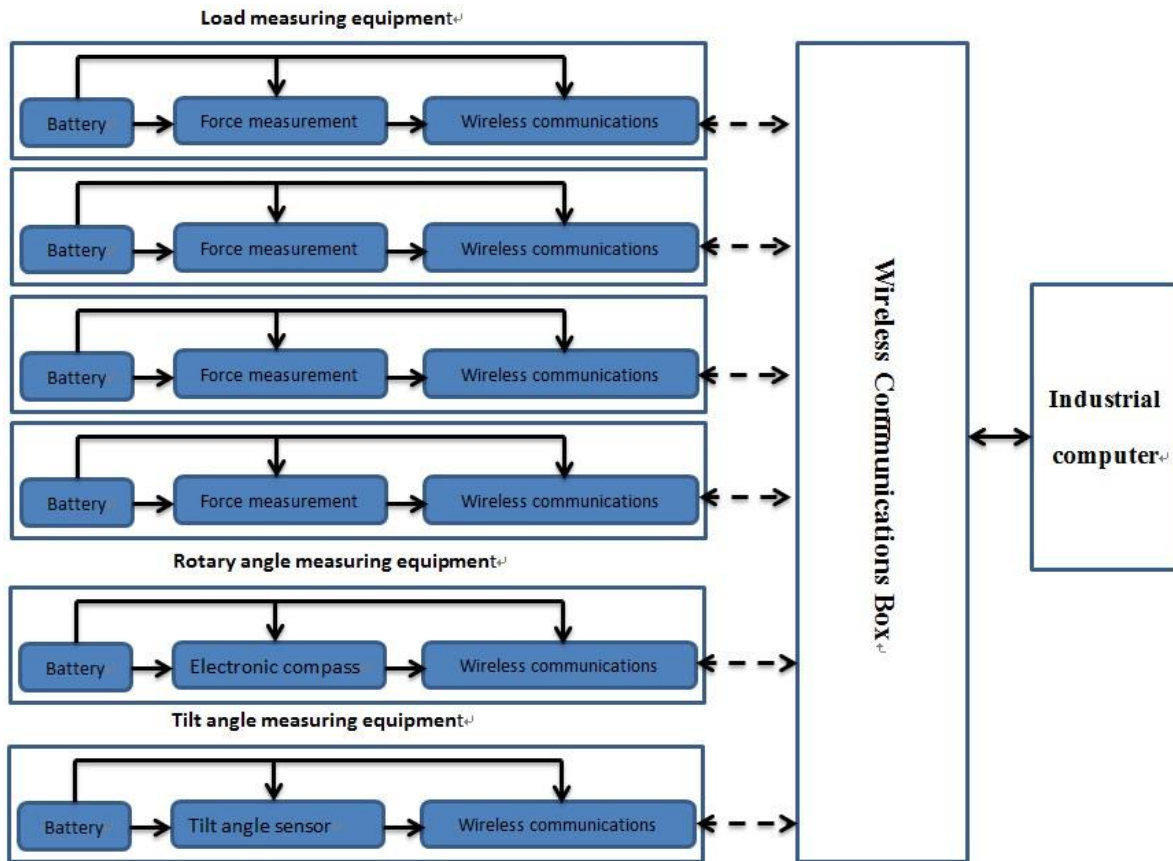 Load measuring equipment
Battery
Force measurement
Wireless communications
Battery
Force measurement
Wireless communications
Battery
Force measurement
Wireless communications
Battery
Force measurement
Wireless communications
Rotary angle measuring equipment
Battery
Electronic compass
Wireless communications
Tilt angle measuring equipment
Battery
Tilt angle sensor
Wireless communications
Wireless Communications Box
Industrial
computer